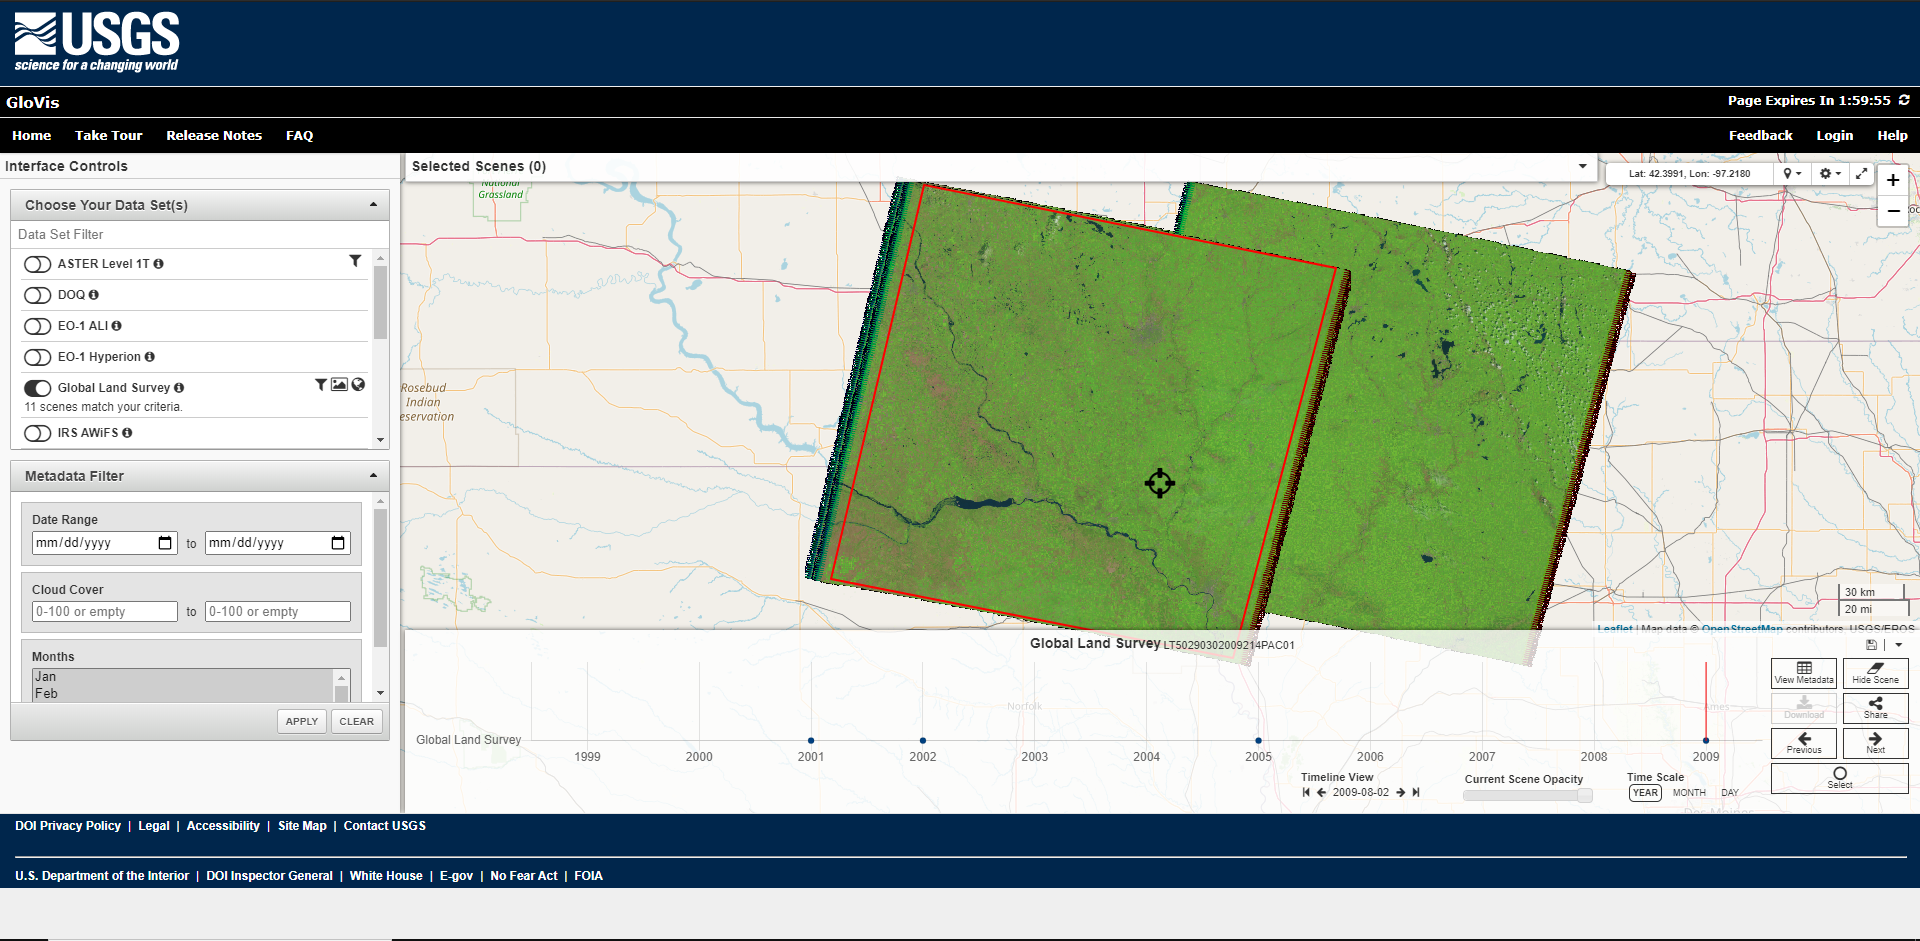 USGS
science for a changing world
GloVis
Page Expires In 1:59:55
Home Take Tour Release Notes FAQ
Feedback Login Help
Interface Controls
Choose Your Data Set(s)
Data Set Filter
ASTER Level 1T
DOQ
EO-1 ALI
EO-1 Hyperion
Global Land Survey
11 scenes match your criteria.
IRS AWiFS
Metadata Filter
Date Range
mm/dd/yyyy to mm/dd/yyyy
Cloud Cover
0-100 or empty to 0-100 or empty
Months
Jan
Feb
APPLY CLEAR
Selected Scenes (0)
Lat: 42.3991, Lon: -97.2180
+
−
National
Grassland
Rosebud
Indian
eservation
30 km
20 mi
Leaflet | Map data © OpenStreetMap contributors, USGS/EROS
Global Land Survey LT50290302009214PAC01
View Metadata Hide Scene
Norfolk
Ames
Download Share
Global Land Survey
Previous Next
1999 2000 2001 2002 2003 2004 2005 2006 2007 2008 2009
Timeline View Current Scene Opacity Time Scale
Select
2009-08-02 YEAR MONTH DAY
Des Moines
DOI Privacy Policy | Legal | Accessibility | Site Map | Contact USGS
U.S. Department of the Interior | DOI Inspector General | White House | E-gov | No Fear Act | FOIA